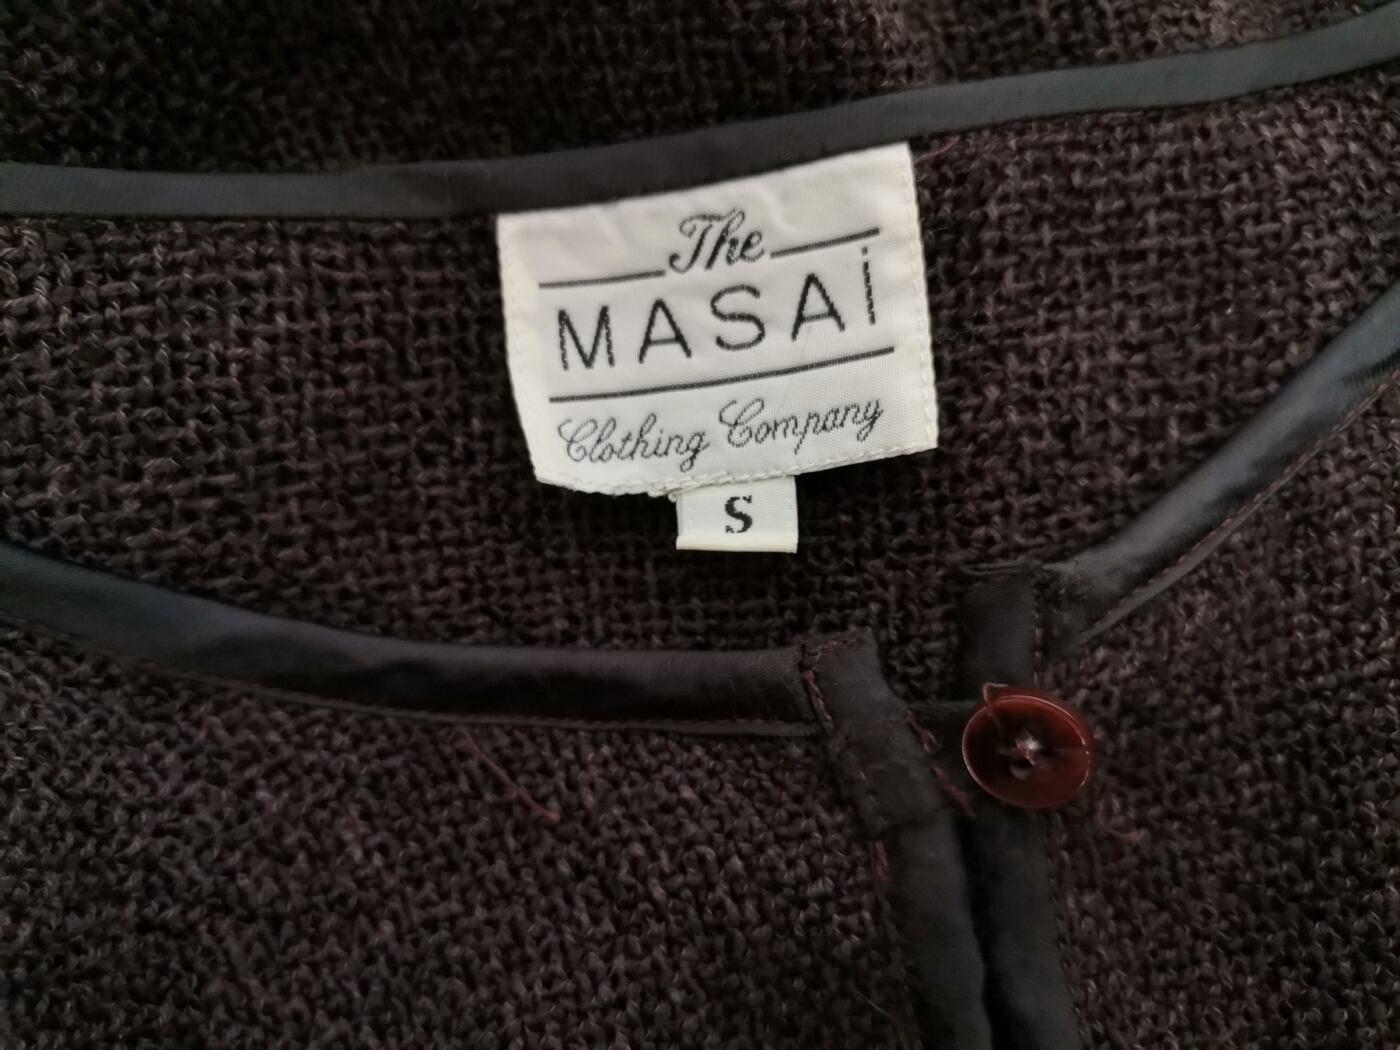 The
MASAi
Clothing Company
S